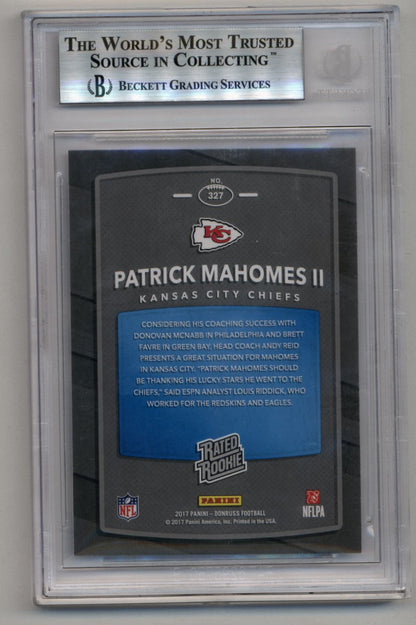 THE WORLD'S MOST TRUSTED
SOURCE IN COLLECTING™
B
BECKETT GRADING SERVICES
NO.
327
KC
PATRICK MAHOMES II
KANSAS CITY CHIEFS
CONSIDERING HIS COACHING SUCCESS WITH
DONOVAN MCNABB IN PHILADELPHIA AND BRETT
FAVRE IN GREEN BAY, HEAD COACH ANDY REID
PRESENTS A GREAT SITUATION FOR MAHOMES
IN KANSAS CITY. "PATRICK MAHOMES SHOULD
BE THANKING HIS LUCKY STARS HE WENT TO THE
CHIEFS," SAID ESPN ANALYST LOUIS RIDDICK, WHO
WORKED FOR THE REDSKINS AND EAGLES.
RATED
ROOKIE
NFL
PANINI
NFLPA
2017 PANINI - DONRUSS FOOTBALL
© 2017 Panini America, Inc. Printed in the USA.